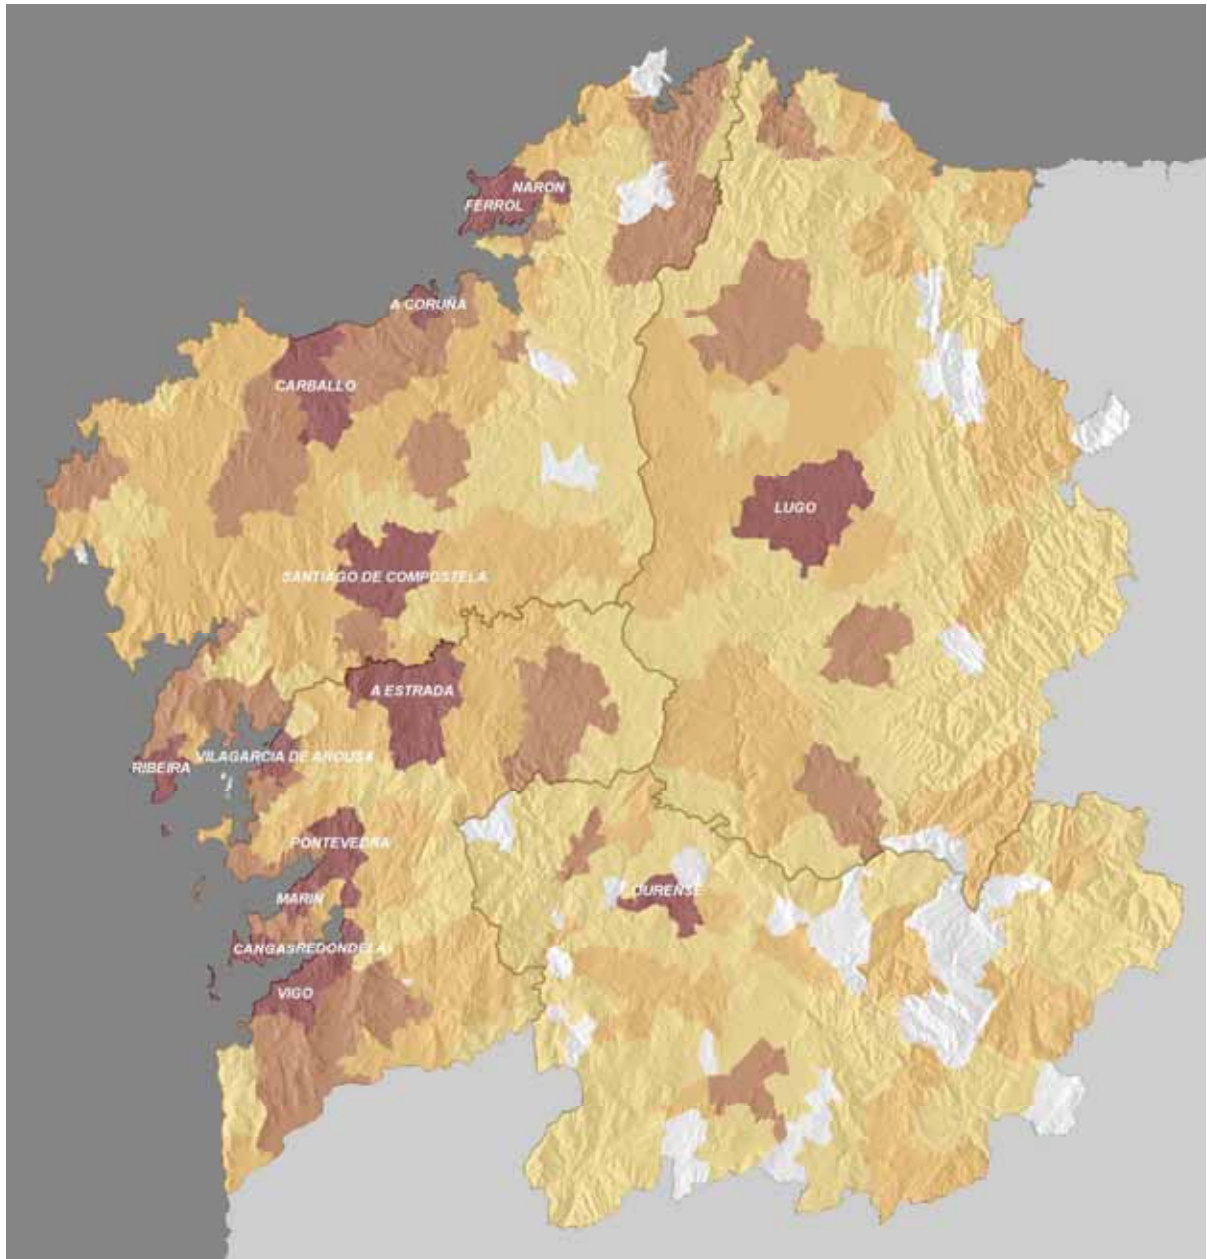 NARON
FERROL
A CORUÑA
CARBALLO
LUGO
SANTIAGO DE COMPOSTELA
A ESTRADA
VILAGARCIA DE AROUSA
RIBEIRA
PONTEVEDRA
OURENSE
MARIN
CANGAS REDONDELA
VIGO